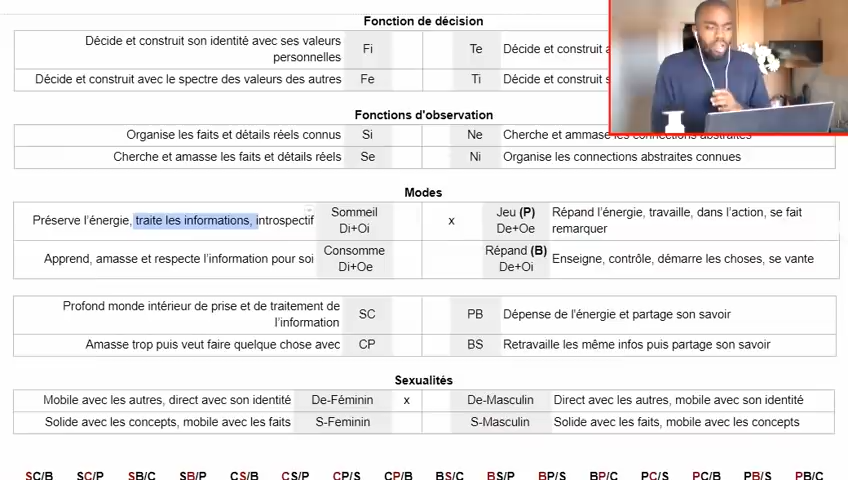 Fonction de décision
Décide et construit son identité avec ses valeurs personnelles Fi Te Décide et construit
Décide et construit avec le spectre des valeurs des autres Fe Ti Décide et construit
Fonctions d'observation
Organise les faits et détails réels connus Si Ne Cherche et ammase les connections abstraites
Cherche et amasse les faits et détails réels Se Ni Organise les connections abstraites connues
Modes
Préserve l'énergie, traite les informations, introspectif Sommeil Di+Oi x Jeu (P) De+Oe Répand l'énergie, travaille, dans l'action, se fait remarquer
Apprend, amasse et respecte l'information pour soi Consomme Di+Oe Répand (B) De+Oi Enseigne, contrôle, démarre les choses, se vante
Profond monde intérieur de prise et de traitement de l'information SC PB Dépense de l'énergie et partage son savoir
Amasse trop puis veut faire quelque chose avec CP BS Retravaille les même infos puis partage son savoir
Sexualités
Mobile avec les autres, direct avec son identité De-Féminin x De-Masculin Direct avec les autres, mobile avec son identité
Solide avec les concepts, mobile avec les faits S-Feminin S-Masculin Solide avec les faits, mobile avec les concepts
SC/B SC/P SB/C SB/P CS/B CS/P CP/S CP/B BS/C BS/P BP/S BP/C PC/S PC/B PB/S PB/C